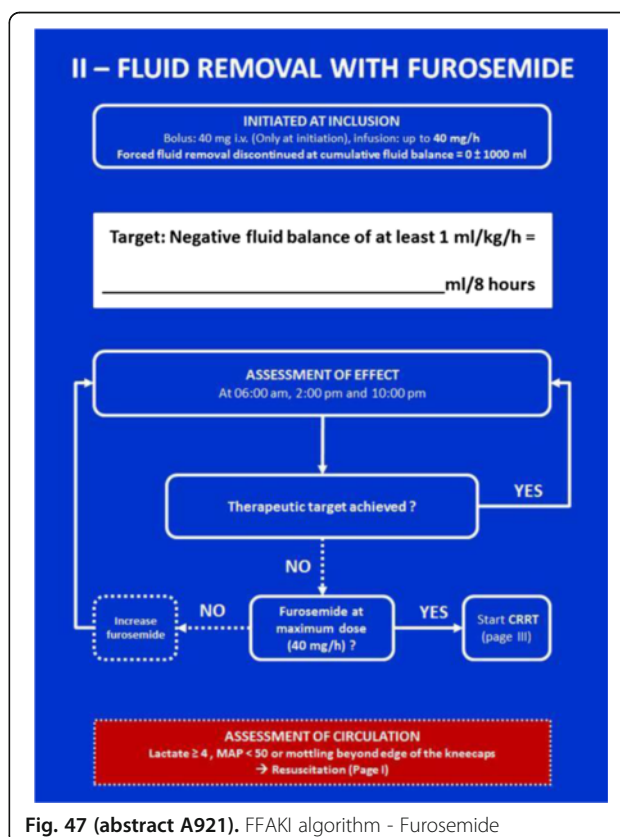 II – FLUID REMOVAL WITH FUROSEMIDE
INITIATED AT INCLUSION
Bolus: 40 mg i.v. (Only at initiation), infusion: up to 40 mg/h
Forced fluid removal discontinued at cumulative fluid balance = 0 ± 1000 ml
Target: Negative fluid balance of at least 1 ml/kg/h =
________________________________________ml/8 hours
ASSESSMENT OF EFFECT
At 06:00 am, 2:00 pm and 10:00 pm
Therapeutic target achieved ?
YES
NO
Increase
furosemide
NO
Furosemide at
maximum dose
(40 mg/h) ?
YES
Start CRRT
(page III)
ASSESSMENT OF CIRCULATION
Lactate ≥ 4 , MAP < 50 or mottling beyond edge of the kneecaps
→ Resuscitation (Page I)
Fig. 47 (abstract A921). FFAKI algorithm - Furosemide